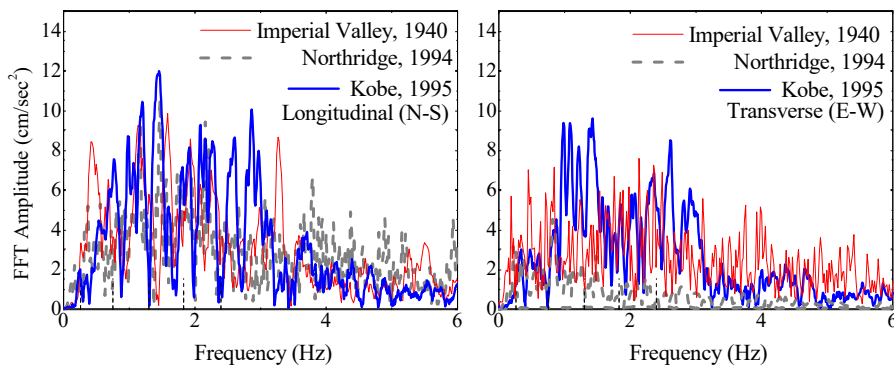 14
12
10
8
6
4
2
0
FFT Amplitude (cm/sec²)
Imperial Valley, 1940
Northridge, 1994
Kobe, 1995
Longitudinal (N-S)
0 2 4 6
Frequency (Hz)
14
12
10
8
6
4
2
0
Imperial Valley, 1940
Northridge, 1994
Kobe, 1995
Transverse (E-W)
0 2 4 6
Frequency (Hz)